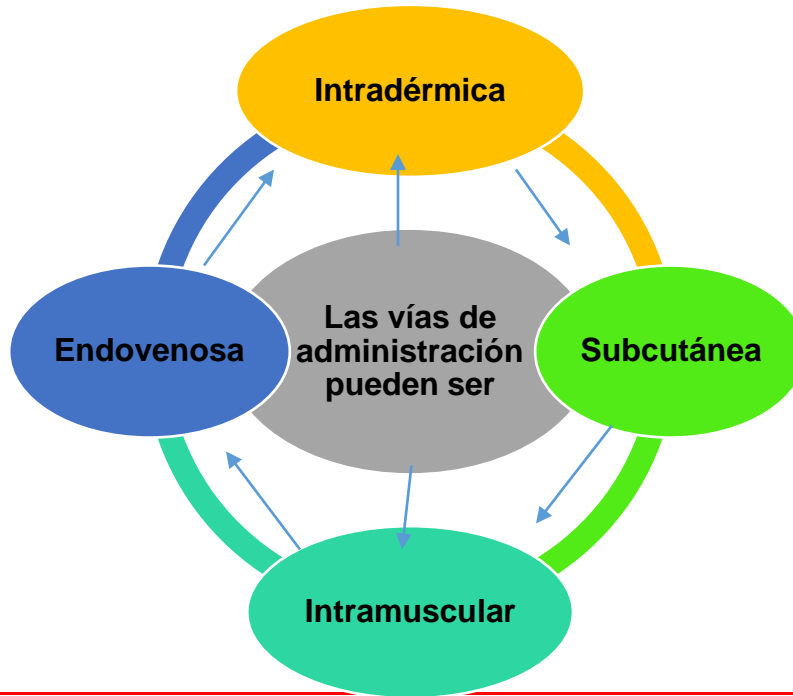 Intradérmica
Endovenosa
Las vías de
administración
pueden ser
Subcutánea
Intramuscular